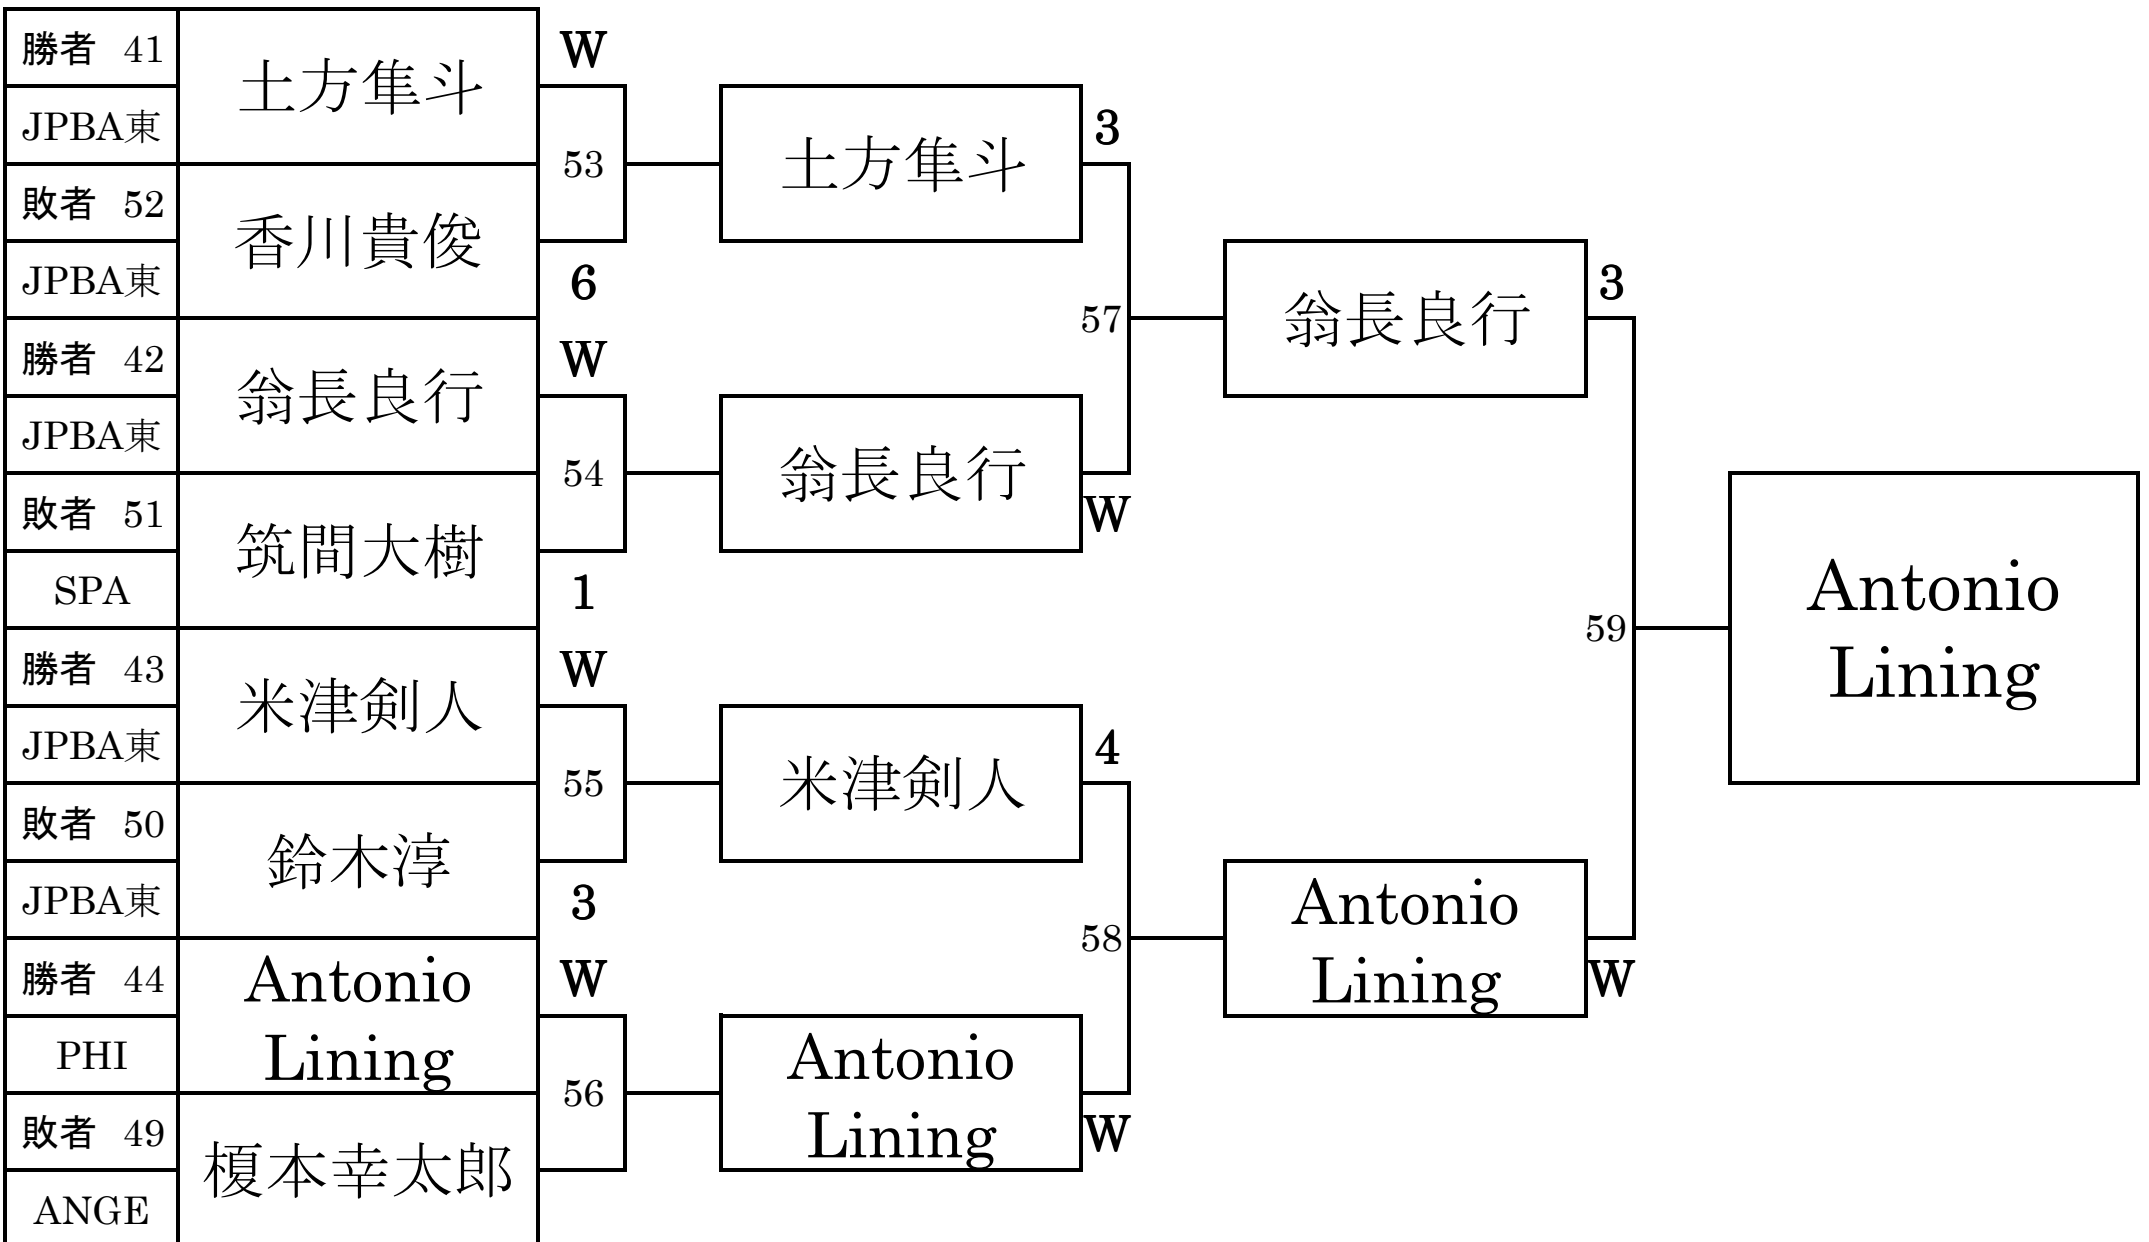 勝者 41
土方隼斗
W
JPBA東
53
土方隼斗
3
敗者 52
香川貴俊
JPBA東
6
57
翁長良行
3
勝者 42
翁長良行
W
JPBA東
54
翁長良行
W
敗者 51
筑間大樹
SPA
1
59
Antonio
Lining
勝者 43
米津剣人
W
JPBA東
55
米津剣人
4
敗者 50
鈴木淳
JPBA東
3
58
Antonio
Lining
W
勝者 44
Antonio
Lining
W
PHI
56
Antonio
Lining
W
敗者 49
榎本幸太郎
ANGE